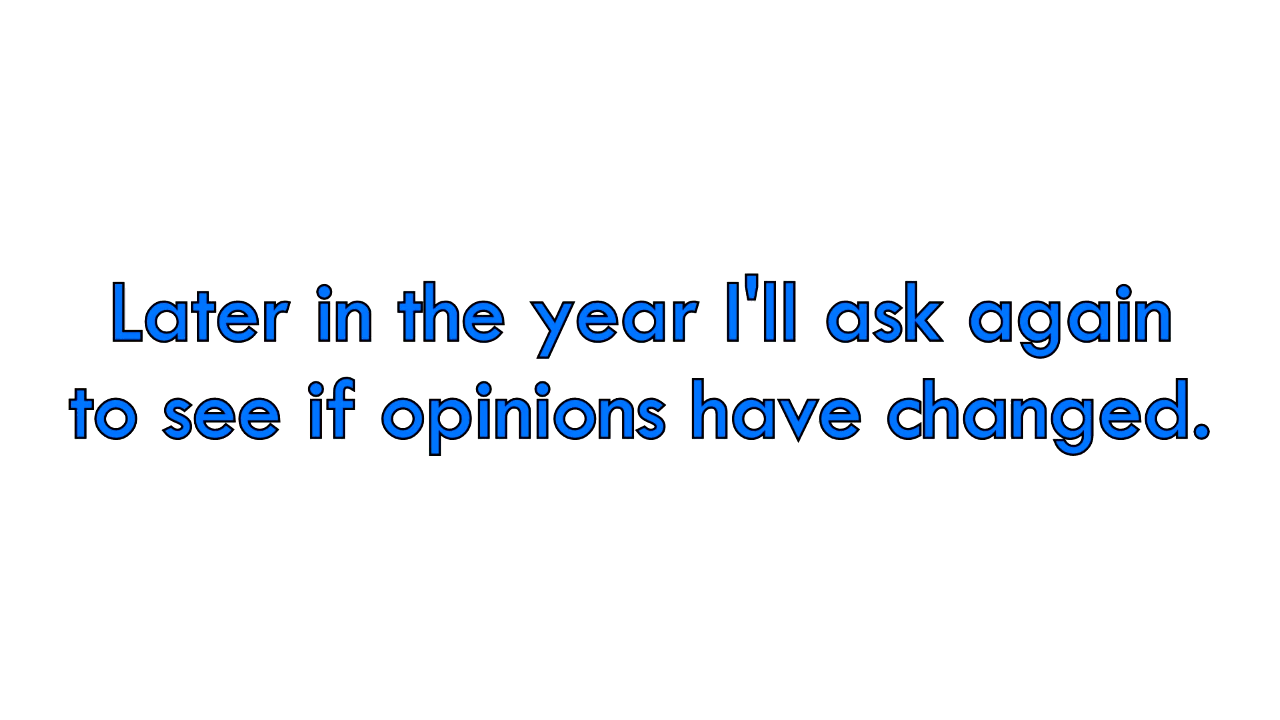 Later in the year I'll ask again
to see if opinions have changed.